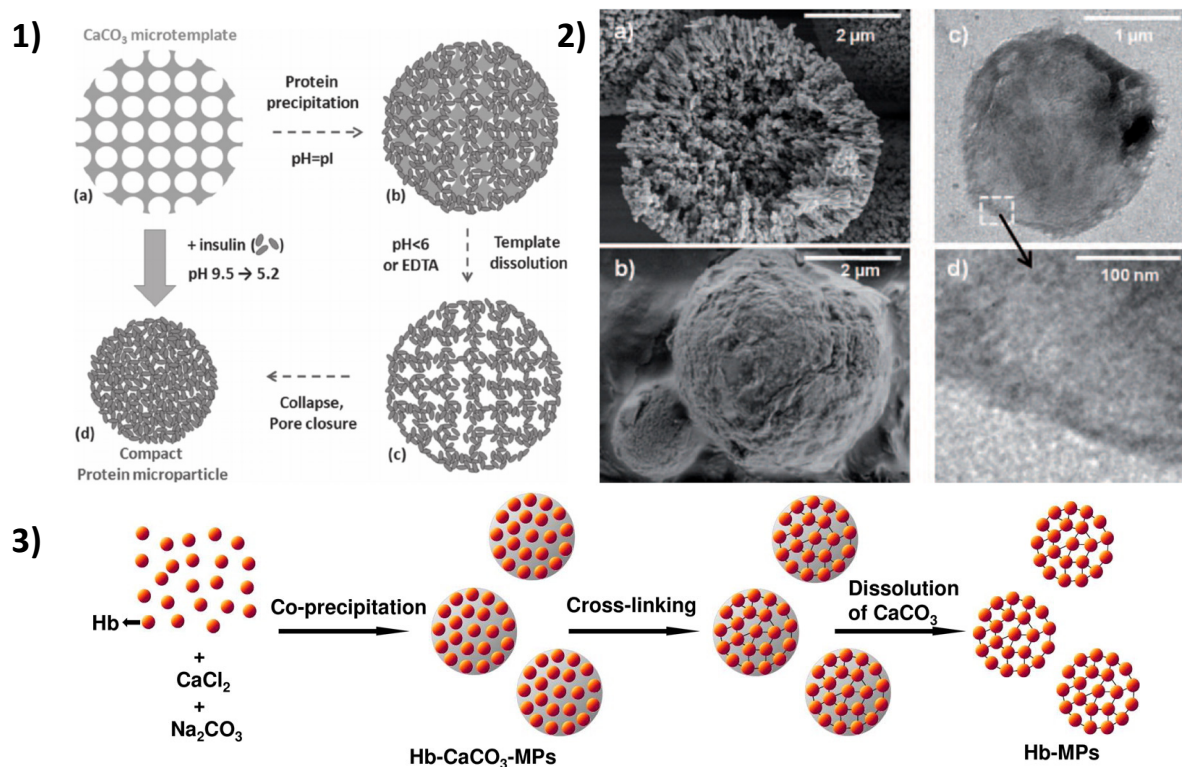 1)
CaCO₃ microtemplate
(a)
Protein
precipitation
pH=pI
(b)
+ insulin ( )
pH 9.5 → 5.2
pH<6
or EDTA
Template
dissolution
(c)
Collapse,
Pore closure
(d)
Compact
Protein microparticle
2)
a)
2 µm
b)
2 µm
c)
1 µm
d)
100 nm
3)
Hb
+
CaCl₂
+
Na₂CO₃
Co-precipitation
Hb-CaCO₃-MPs
Cross-linking
Dissolution
of CaCO₃
Hb-MPs